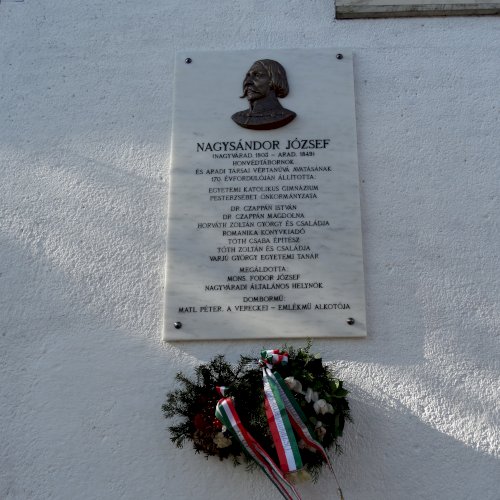 NAGYSÁNDOR JÓZSEF
(NAGYVÁRAD, 1803 – ARAD, 1849)
HONVÉDTÁBORNOK
ÉS ARADI TÁRSAI VÉRTANÚVÁ AVATÁSÁNAK
170. ÉVFORDULÓJÁN ÁLLÍTOTTA:
EGYETEMI KATOLIKUS GIMNÁZIUM
PESTERZSÉBET ÖNKORMÁNYZATA
DR. CZAPPÁN ISTVÁN
DR. CZAPPÁN MAGDOLNA
HORVÁTH ZOLTÁN GYÖRGY ÉS CSALÁDJA
ROMANIKA KÖNYVKIADÓ
TÓTH CSABA ÉPÍTÉSZ
TÓTH ZOLTÁN ÉS CSALÁDJA
VARJÚ GYÖRGY EGYETEMI TANÁR
MEGÁLDOTTA:
MONS. FODOR JÓZSEF
NAGYVÁRADI ÁLTALÁNOS HELYNÖK
DOMBORMŰ:
MATL PÉTER, A VERECKEI – EMLÉKMŰ ALKOTÓJA